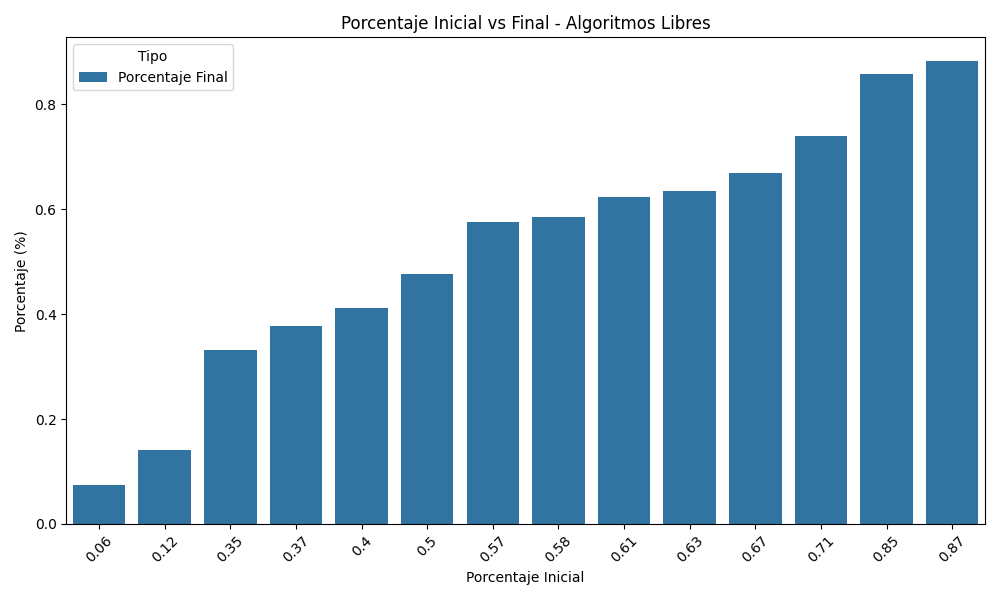 Porcentaje Inicial vs Final - Algoritmos Libres
Tipo
Porcentaje Final
Porcentaje (%)
0.8
0.6
0.4
0.2
0.0
0.06 0.12 0.35 0.37 0.4 0.5 0.57 0.58 0.61 0.63 0.67 0.71 0.85 0.87
Porcentaje Inicial